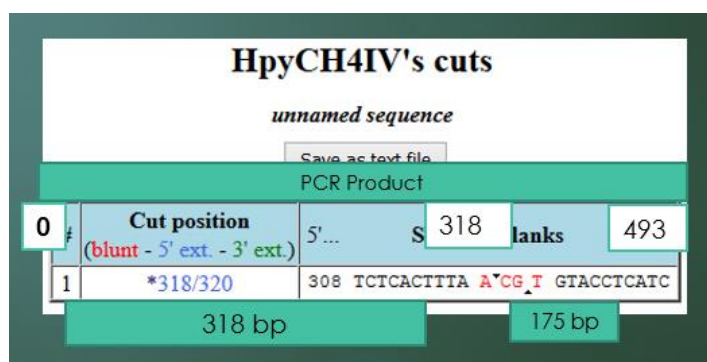 HpyCH4IV's cuts
unnamed sequence
Save as text file
PCR Product
0 # Cut position 5'... S 318 lanks 493
(blunt - 5' ext. - 3' ext.)
1 *318/320 308 TCTCACTTTA A▾CG▴T GTACCTCATC
318 bp 175 bp